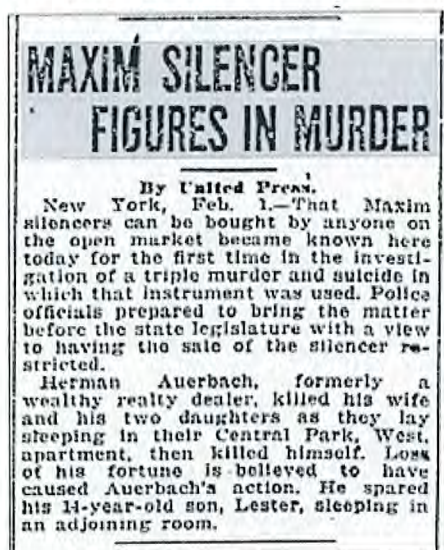 MAXIM SILENCER
FIGURES IN MURDER
By United Press.
New York, Feb. 1.—That Maxim
silencers can be bought by anyone on
the open market became known here
today for the first time in the investi-
gation of a triple murder and suicide in
which that instrument was used. Police
officials prepared to bring the matter
before the state legislature with a view
to having the sale of the silencer re-
stricted.
Herman Auerbach, formerly a
wealthy realty dealer, killed his wife
and his two daughters as they lay
sleeping in their Central Park, West,
apartment, then killed himself. Loss
of his fortune is believed to have
caused Auerbach's action. He spared
his 14-year-old son, Lester, sleeping in
an adjoining room.